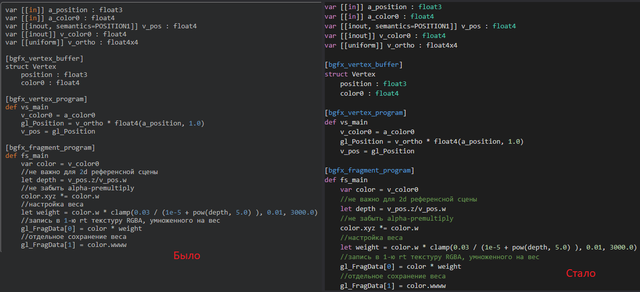 var [[in]] a_position : float3
var [[in]] a_color0 : float4
var [[inout, semantics=POSITION1]] v_pos : float4
var [[inout]] v_color0 : float4
var [[uniform]] v_ortho : float4x4
[bgfx_vertex_buffer]
struct Vertex
position : float3
color0 : float4
[bgfx_vertex_program]
def vs_main
v_color0 = a_color0
gl_Position = v_ortho * float4(a_position, 1.0)
v_pos = gl_Position
[bgfx_fragment_program]
def fs_main
var color = v_color0
//не важно для 2d референсной сцены
let depth = v_pos.z/v_pos.w
//не забыть alpha-premultiply
color.xyz *= color.w
//настройка веса
let weight = color.w * clamp(0.03 / (1e-5 + pow(depth, 5.0) ), 0.01, 3000.0)
//запись в 1-ю rt текстуру RGBA, умноженного на вес
gl_FragData[0] = color * weight
//отдельное сохранение веса
gl_FragData[1] = color.wwww
Было
var [[in]] a_position : float3
var [[in]] a_color0 : float4
var [[inout, semantics=POSITION1]] v_pos : float4
var [[inout]] v_color0 : float4
var [[uniform]] v_ortho : float4x4
[bgfx_vertex_buffer]
struct Vertex
position : float3
color0 : float4
[bgfx_vertex_program]
def vs_main
v_color0 = a_color0
gl_Position = v_ortho * float4(a_position, 1.0)
v_pos = gl_Position
[bgfx_fragment_program]
def fs_main
var color = v_color0
//не важно для 2d референсной сцены
let depth = v_pos.z/v_pos.w
//не забыть alpha-premultiply
color.xyz *= color.w
//настройка веса
let weight = color.w * clamp(0.03 / (1e-5 + pow(depth, 5.0) ), 0.01, 3000.0)
//запись в 1-ю rt текстуру RGBA, умноженного на вес
gl_FragData[0] = color * weight
//отдельное сохранение веса
gl_FragData[1] = color.wwww
Стало